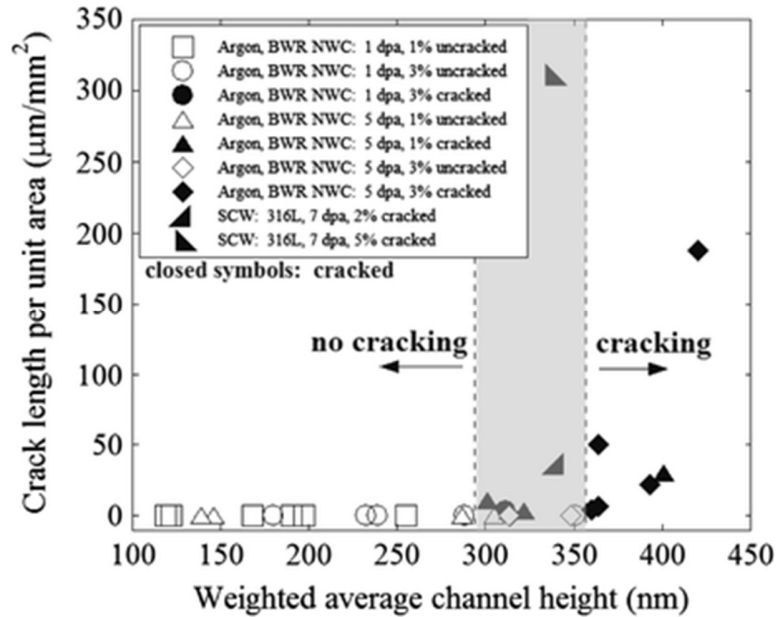 350
300
250
200
150
100
50
0
Crack length per unit area (μm/mm²)
Argon, BWR NWC: 1 dpa, 1% uncracked
Argon, BWR NWC: 1 dpa, 3% uncracked
Argon, BWR NWC: 1 dpa, 3% cracked
Argon, BWR NWC: 5 dpa, 1% uncracked
Argon, BWR NWC: 5 dpa, 1% cracked
Argon, BWR NWC: 5 dpa, 3% uncracked
Argon, BWR NWC: 5 dpa, 3% cracked
SCW: 316L, 7 dpa, 2% cracked
SCW: 316L, 7 dpa, 5% cracked
closed symbols: cracked
no cracking
cracking
100 150 200 250 300 350 400 450
Weighted average channel height (nm)